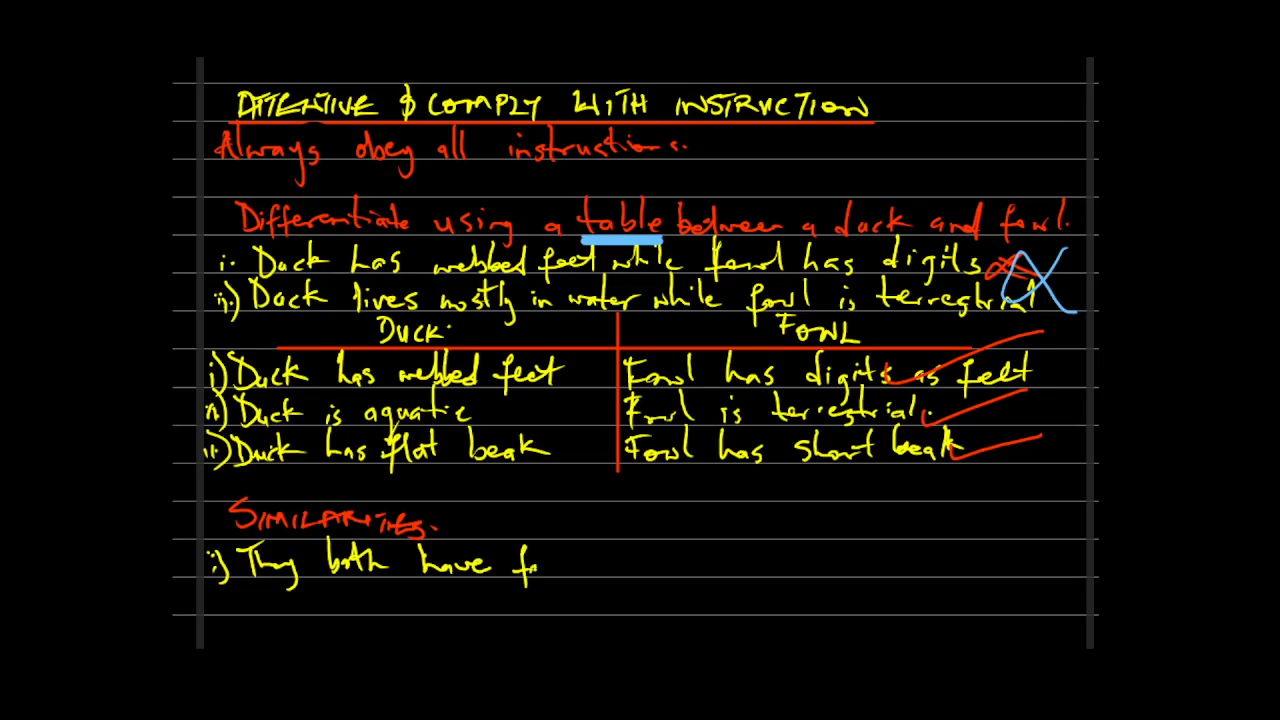 ATTENTIVE & COMPLY WITH INSTRUCTION
Always obey all instructions.
Differentiate using a table between a duck and fowl.
i. Duck has webbed feet while fowl has digits
ii.) Duck lives mostly in water while fowl is terrestrial
DUCK. FOWL
i) Duck has webbed feet Fowl has digits as feet
ii) Duck is aquatic Fowl is terrestrial.
iii) Duck has flat beak Fowl has short beak
SIMILARITIES.
i) They both have f